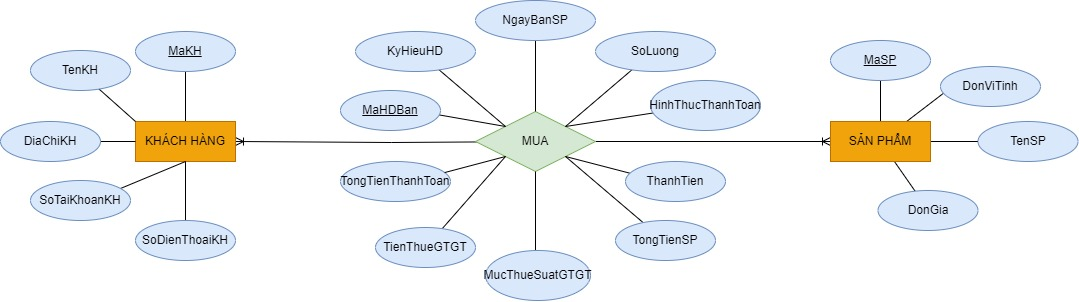 NgayBanSP
KyHieuHD
SoLuong
MaKH
MaSP
TenKH
DonViTinh
MaHDBan
HinhThucThanhToan
DiaChiKH
KHÁCH HÀNG
MUA
SẢN PHẨM
TenSP
TongTienThanhToan
ThanhTien
SoTaiKhoanKH
DonGia
SoDienThoaiKH
TienThueGTGT
TongTienSP
MucThueSuatGTGT